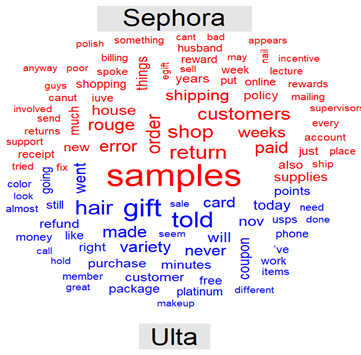 Sephora
polish something cant bad appears
husband nail
billing reward may incentive
anyway poor spoke things egift sell week lecture
guys shopping years put online rewards
canut iuve shipping policy mailing
involved much house customers supervisors
send rouge order every
returns shop weeks account
support new error paid just place
receipt return
tried fix also ship
samples supplies
color going went
look hair gift card points
almost still told sale today need
refund made seem nov usps done
money like will phone
call right variety never coupon 've
hold purchase minutes work
member customer free items
great package platinum different
makeup
Ulta